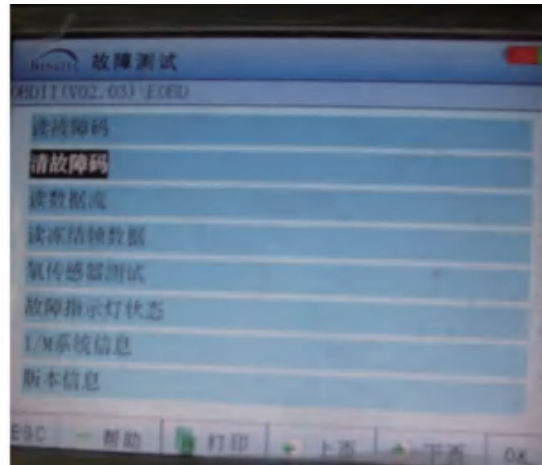 故障测试
OBDII(V02.03)\EOBD
读故障码
清故障码
读数据流
读冻结帧数据
氧传感器测试
故障指示灯状态
I/M系统信息
版本信息
ESC 帮助 打印 上页 下页 OK